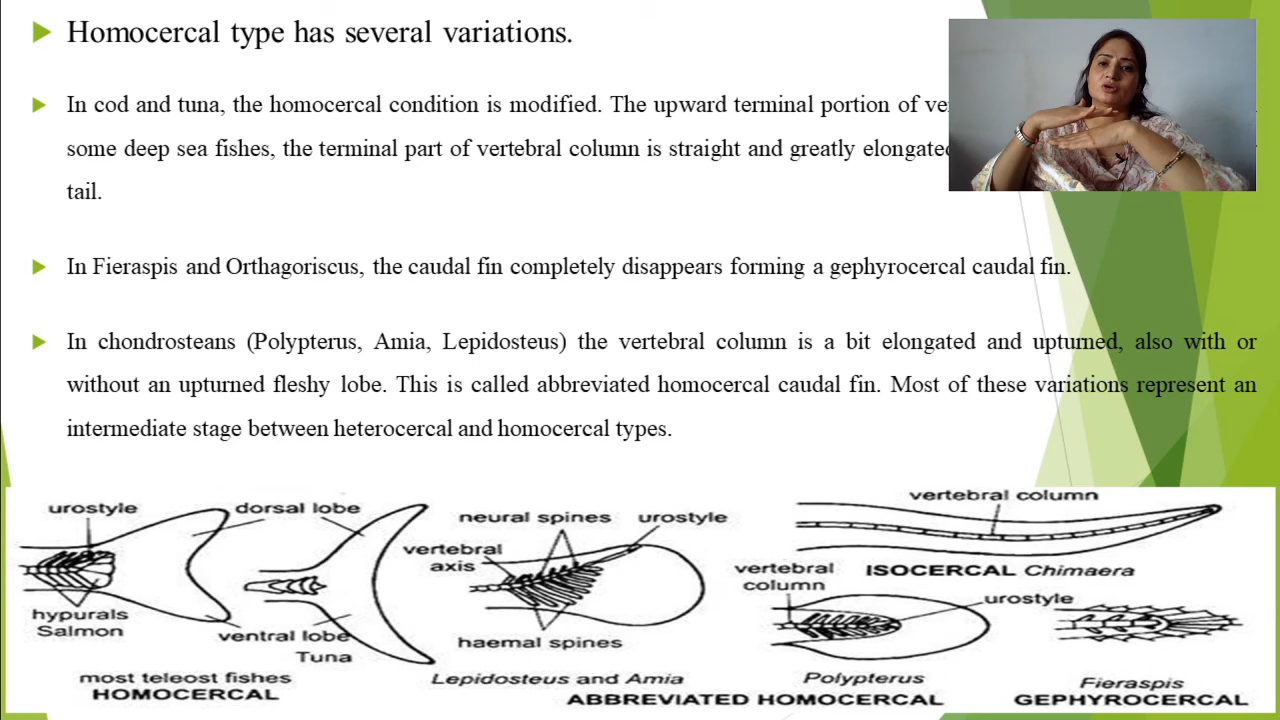 Homocercal type has several variations.
In cod and tuna, the homocercal condition is modified. The upward terminal portion of
some deep sea fishes, the terminal part of vertebral column is straight and greatly
tail.
In Fieraspis and Orthagoriscus, the caudal fin completely disappears forming a gephyrocercal caudal fin.
In chondrosteans (Polypterus, Amia, Lepidosteus) the vertebral column is a bit elongated and upturned, also with or
without an upturned fleshy lobe. This is called abbreviated homocercal caudal fin. Most of these variations represent an
intermediate stage between heterocercal and homocercal types.
urostyle
dorsal lobe
hypurals
Salmon
ventral lobe
Tuna
most teleost fishes
HOMOCERCAL
neural spines
urostyle
vertebral
axis
haemal spines
Lepidosteus and Amia
vertebral column
ISOCERCAL Chimaera
vertebral
column
urostyle
Polypterus
ABBREVIATED HOMOCERCAL
Fieraspis
GEPHYROCERCAL